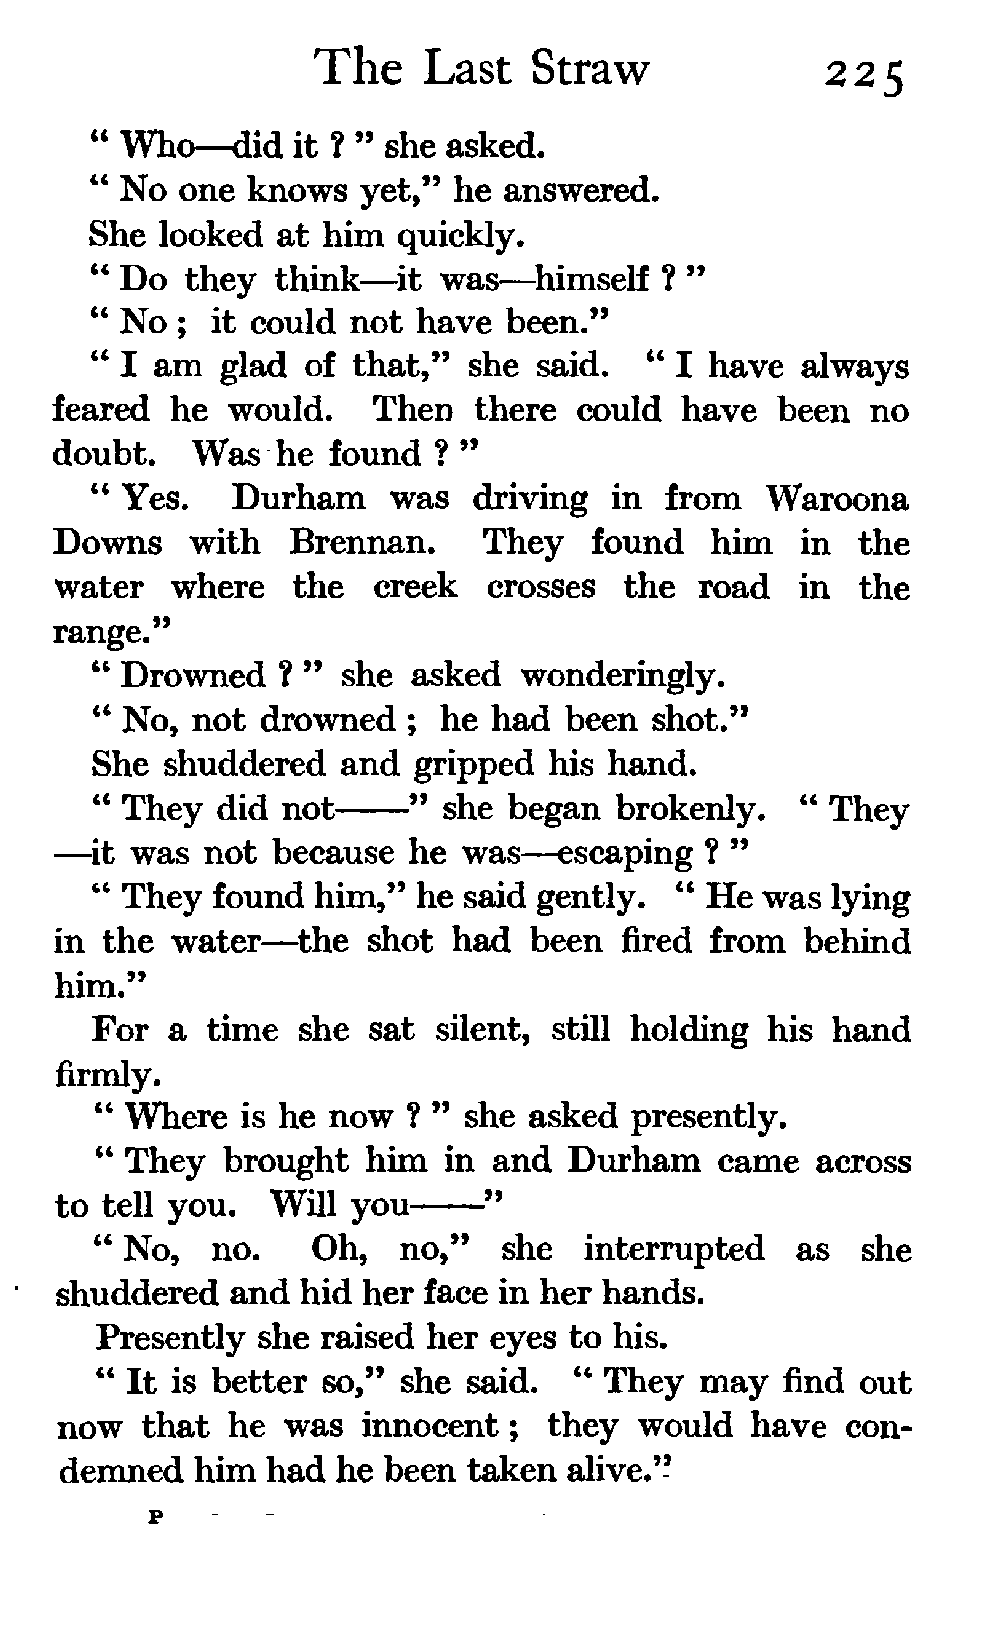 The Last Straw 225
“ Who—did it ? ” she asked.
“ No one knows yet,” he answered.
She looked at him quickly.
“ Do they think—it was—himself ? ”
“ No ; it could not have been.”
“ I am glad of that,” she said. “ I have always
feared he would. Then there could have been no
doubt. Was he found ? ”
“ Yes. Durham was driving in from Waroona
Downs with Brennan. They found him in the
water where the creek crosses the road in the
range.”
“ Drowned ? ” she asked wonderingly.
“ No, not drowned ; he had been shot.”
She shuddered and gripped his hand.
“ They did not——” she began brokenly. “ They
—it was not because he was—escaping ? ”
“ They found him,” he said gently. “ He was lying
in the water—the shot had been fired from behind
him.”
For a time she sat silent, still holding his hand
firmly.
“ Where is he now ? ” she asked presently.
“ They brought him in and Durham came across
to tell you. Will you——”
“ No, no. Oh, no,” she interrupted as she
shuddered and hid her face in her hands.
Presently she raised her eyes to his.
“ It is better so,” she said. “ They may find out
now that he was innocent ; they would have con-
demned him had he been taken alive.”
P